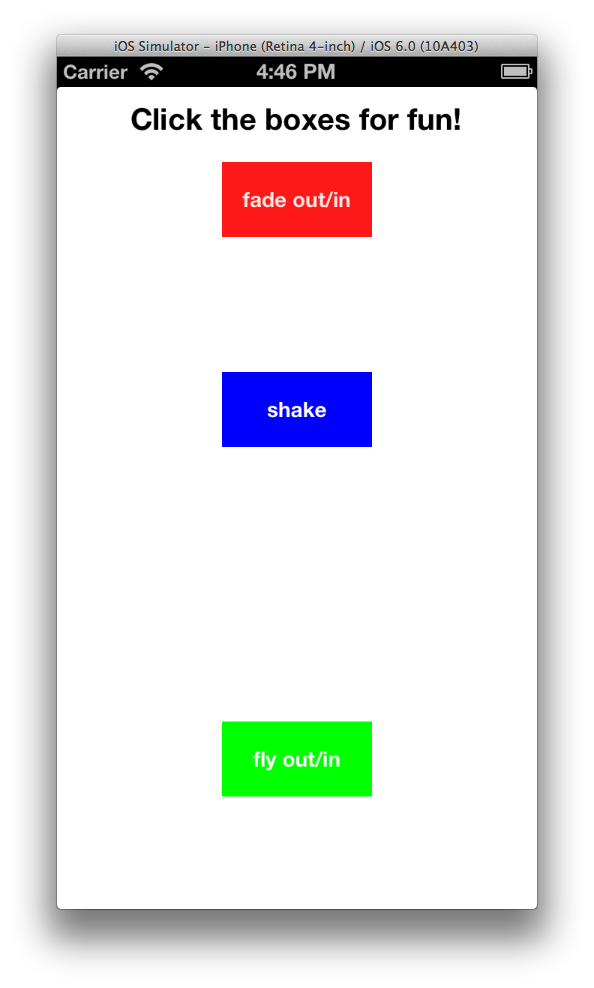 iOS Simulator – iPhone (Retina 4-inch) / iOS 6.0 (10A403)
Carrier 4:46 PM
Click the boxes for fun!
fade out/in
shake
fly out/in